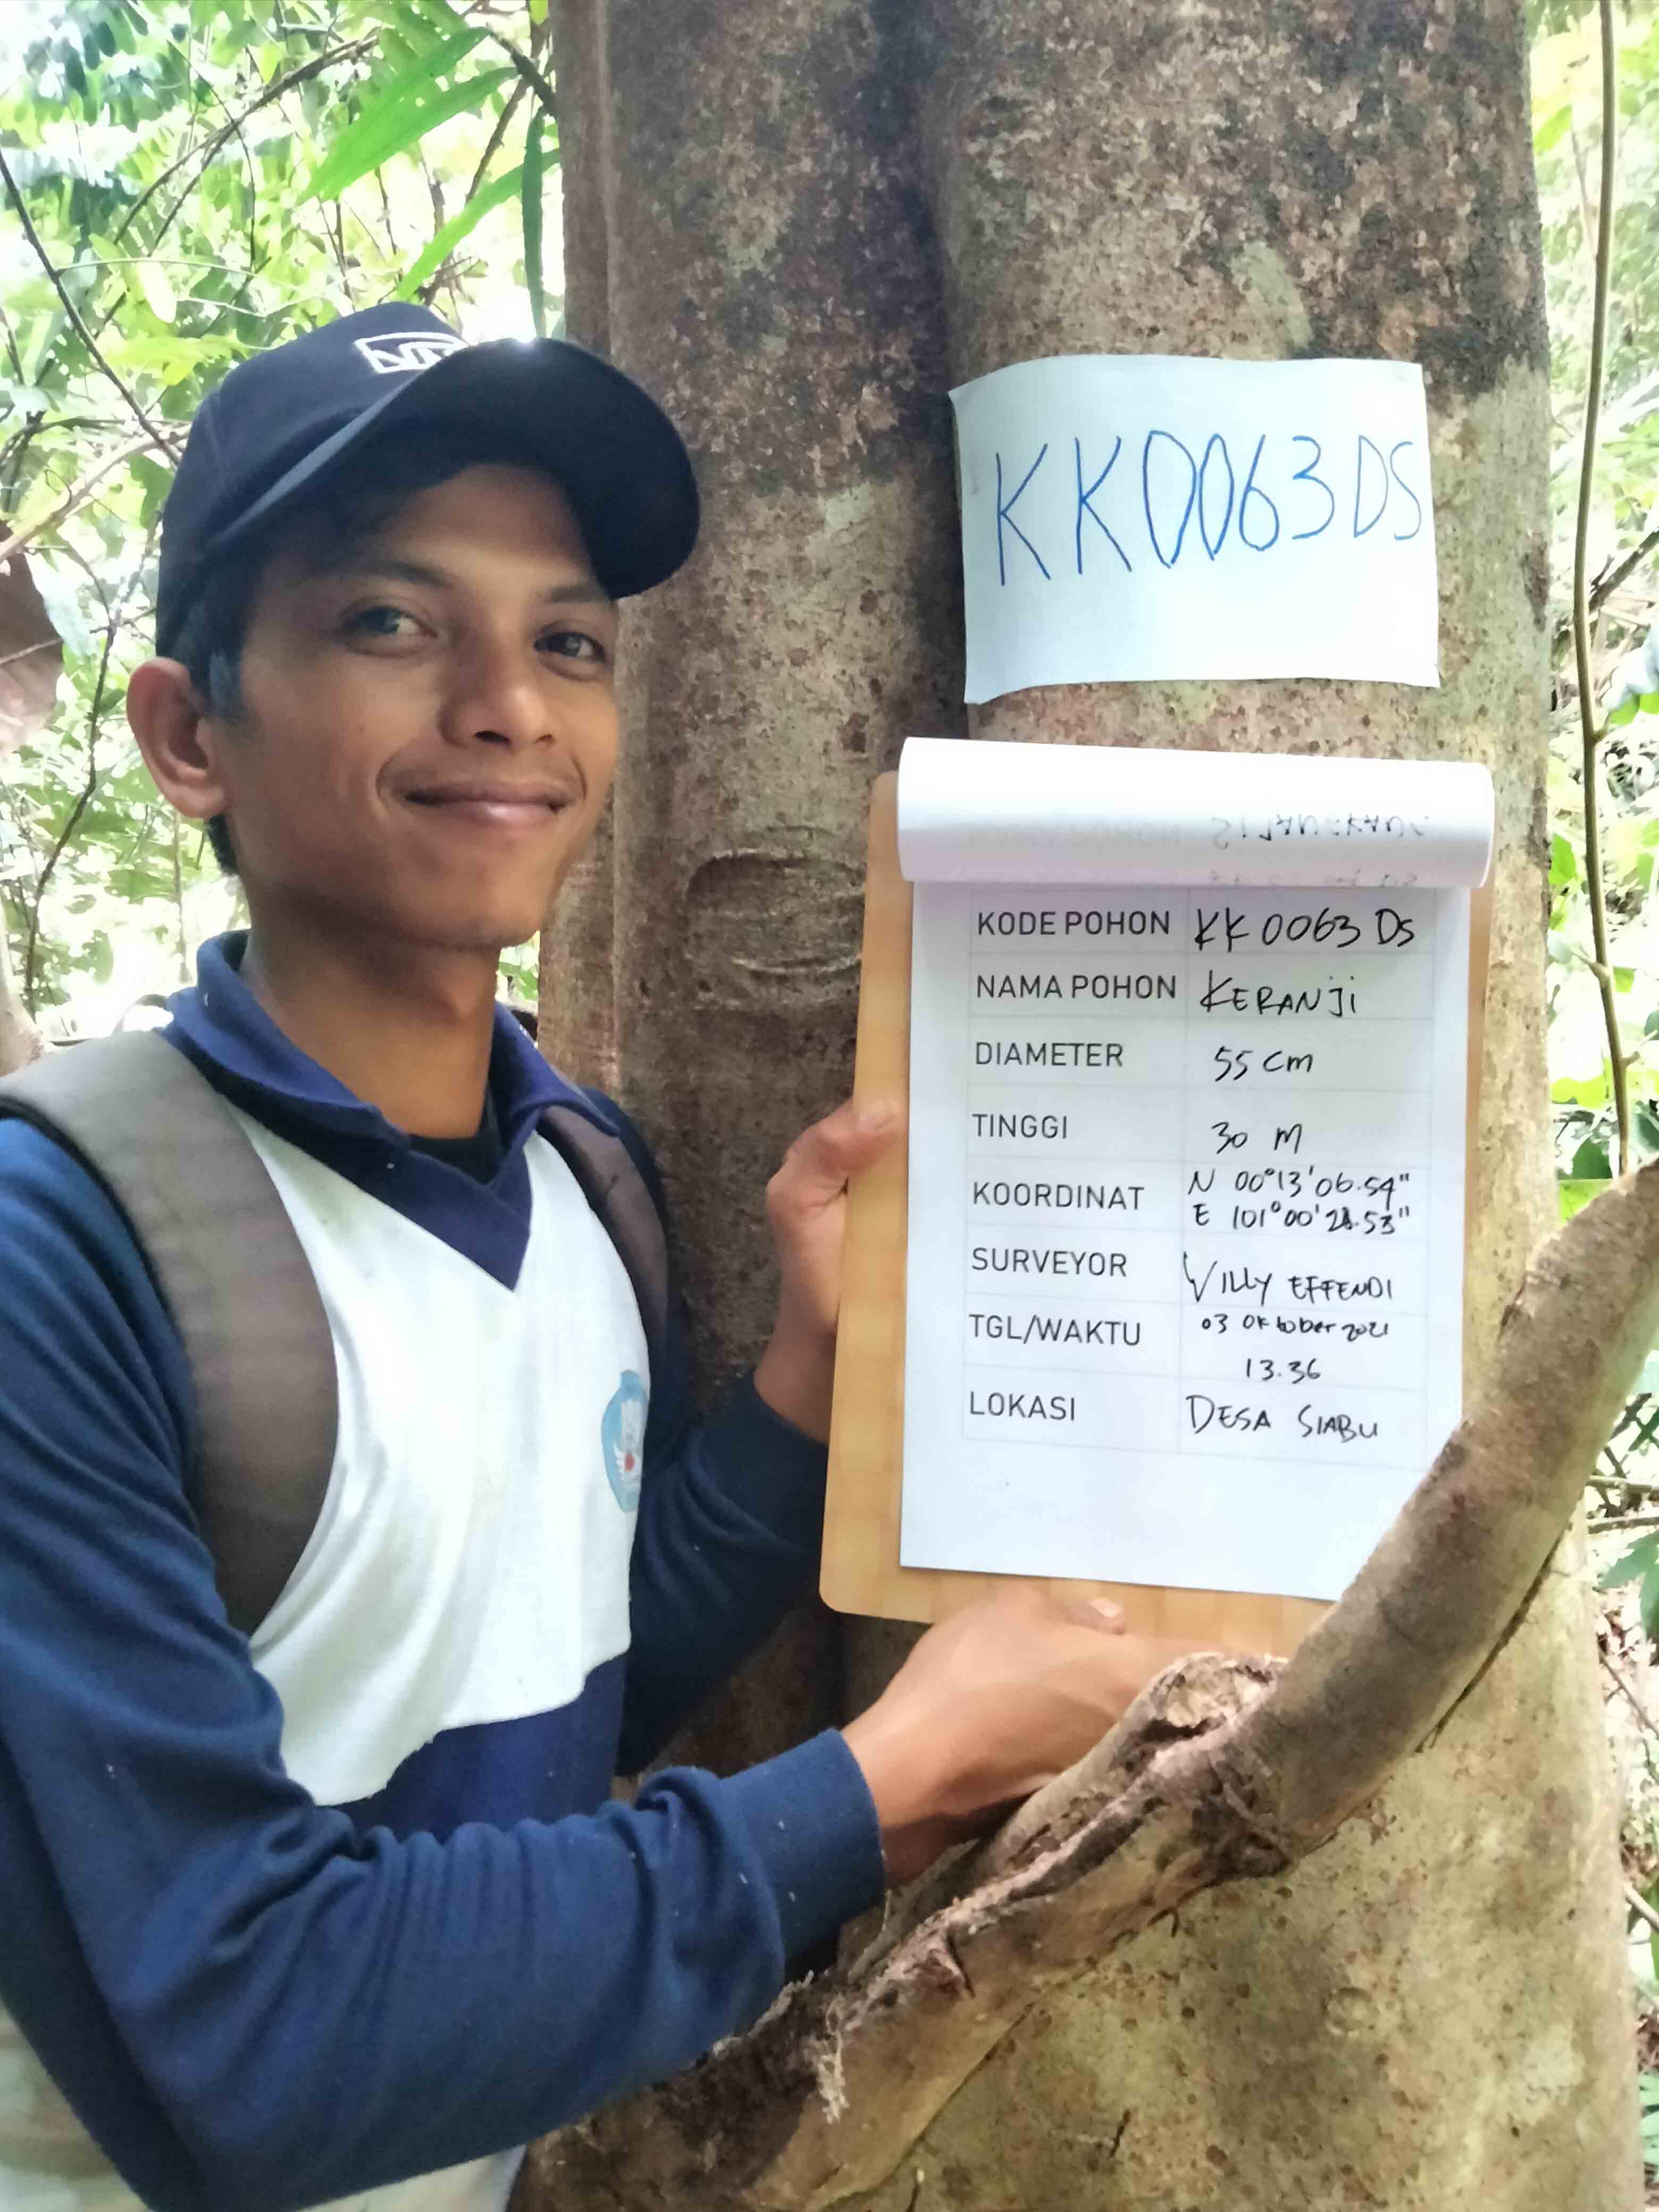 KK0063DS
KODE POHON KK 0063 DS
NAMA POHON KERANJI
DIAMETER 55 cm
TINGGI 30 M
KOORDINAT N 00°13'06.54"
E 101°00'28.53"
SURVEYOR WILLY EFFENDI
TGL/WAKTU 03 Oktober 2021
13.36
LOKASI DESA SIABU